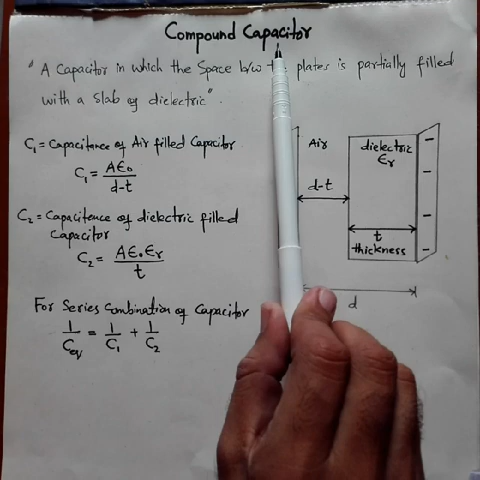 Compound Capacitor
"A Capacitor in which the Space b/w the plates is partially filled
with a Slab of dielectric".
C₁ = Capacitance of Air filled Capacitor
C₁ = Aε₀ / d-t
C₂ = Capacitence of dielectric filled
Capacitor
C₂ = Aε₀εr / t
For Series Combination of Capacitor
1/Ceq = 1/C₁ + 1/C₂
Air
dielectric
εr
d-t
t
thickness
d